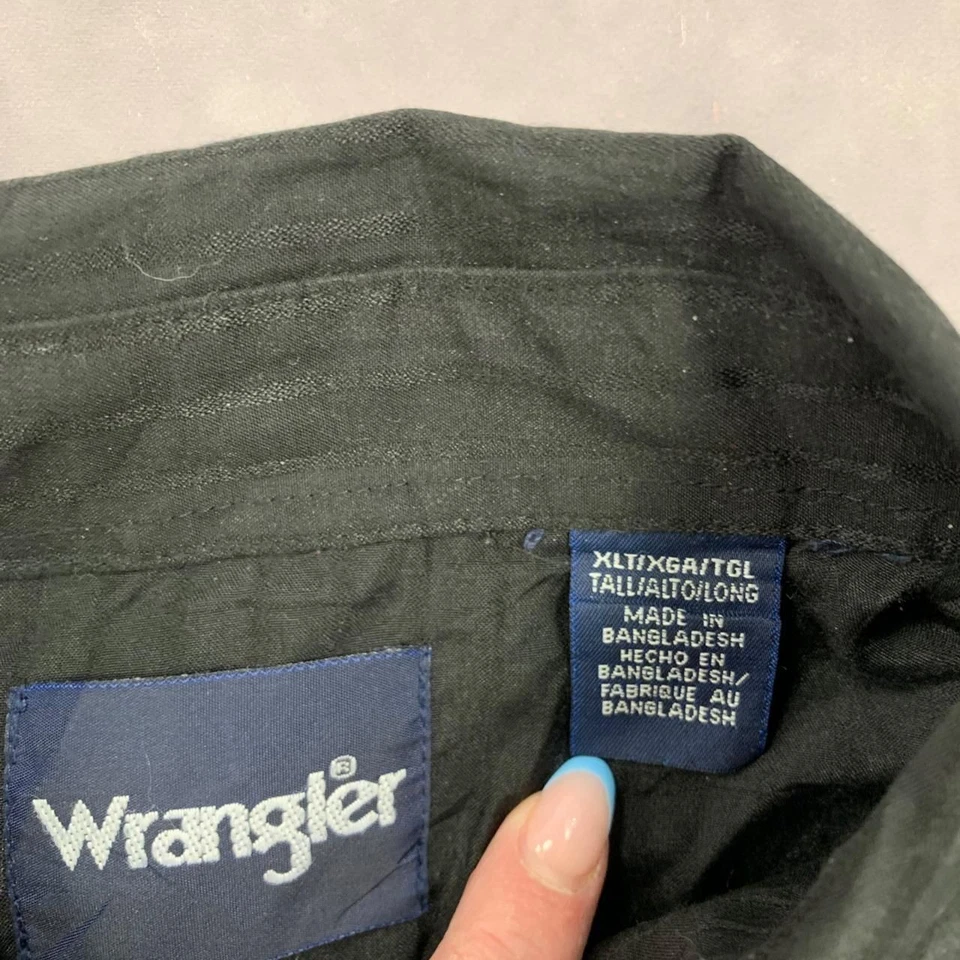 XLT/XGA/TGL
TALL/ALTO/LONG
MADE IN
BANGLADESH
HECHO EN
BANGLADESH/
FABRIQUE AU
BANGLADESH
Wrangler®